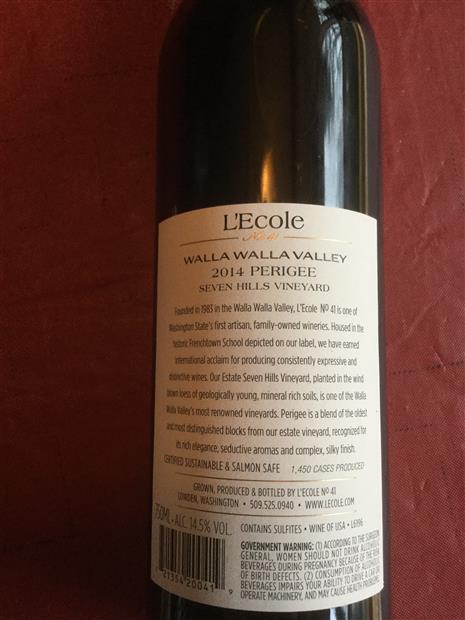 L'Ecole
No 41
WALLA WALLA VALLEY
2014 PERIGEE
SEVEN HILLS VINEYARD
Founded in 1983 in the Walla Walla Valley, L'Ecole Nº 41 is one of
Washington State's first artisan, family-owned wineries. Housed in the
historic Frenchtown School depicted on our label, we have earned
international acclaim for producing consistently expressive and
distinctive wines. Our Estate Seven Hills Vineyard, planted in the wind
blown loess of geologically young, mineral rich soils, is one of the Walla
Walla Valley's most renowned vineyards. Perigee is a blend of the oldest
and most distinguished blocks from our estate vineyard, recognized for
its rich elegance, seductive aromas and complex, silky finish.
CERTIFIED SUSTAINABLE & SALMON SAFE 1,450 CASES PRODUCED
GROWN, PRODUCED & BOTTLED BY L'ECOLE Nº 41
LOWDEN, WASHINGTON • 509.525.0940 • WWW.LECOLE.COM
750ML - ALC. 14.5% VOL. CONTAINS SULFITES • WINE OF USA • L6196
GOVERNMENT WARNING: (1) ACCORDING TO THE SURGEON
GENERAL, WOMEN SHOULD NOT DRINK ALCOHOLIC
BEVERAGES DURING PREGNANCY BECAUSE OF THE RISK
OF BIRTH DEFECTS. (2) CONSUMPTION OF ALCOHOLIC
BEVERAGES IMPAIRS YOUR ABILITY TO DRIVE A CAR OR
OPERATE MACHINERY, AND MAY CAUSE HEALTH PROBLEMS.
21354 20041 9